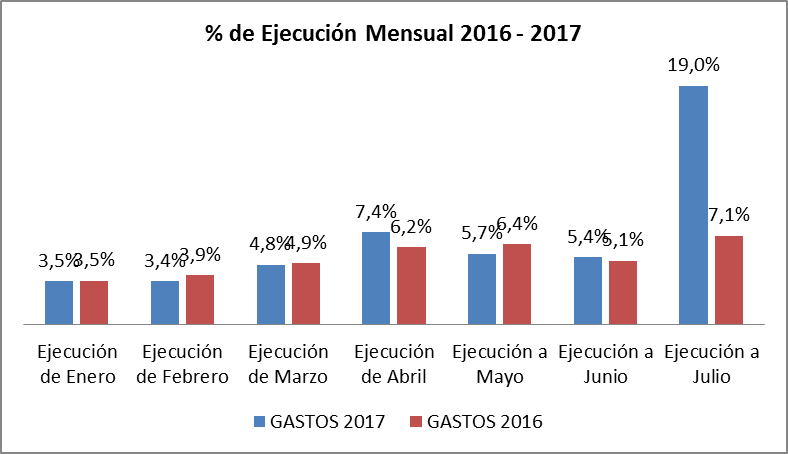 % de Ejecución Mensual 2016 - 2017
19,0%
7,4%
7,1%
6,2%
6,4%
5,7%
5,4%
5,1%
4,8%
4,9%
3,5%
3,5%
3,4%
3,9%
Ejecución de Enero
Ejecución de Febrero
Ejecución de Marzo
Ejecución de Abril
Ejecución a Mayo
Ejecución a Junio
Ejecución a Julio
GASTOS 2017
GASTOS 2016